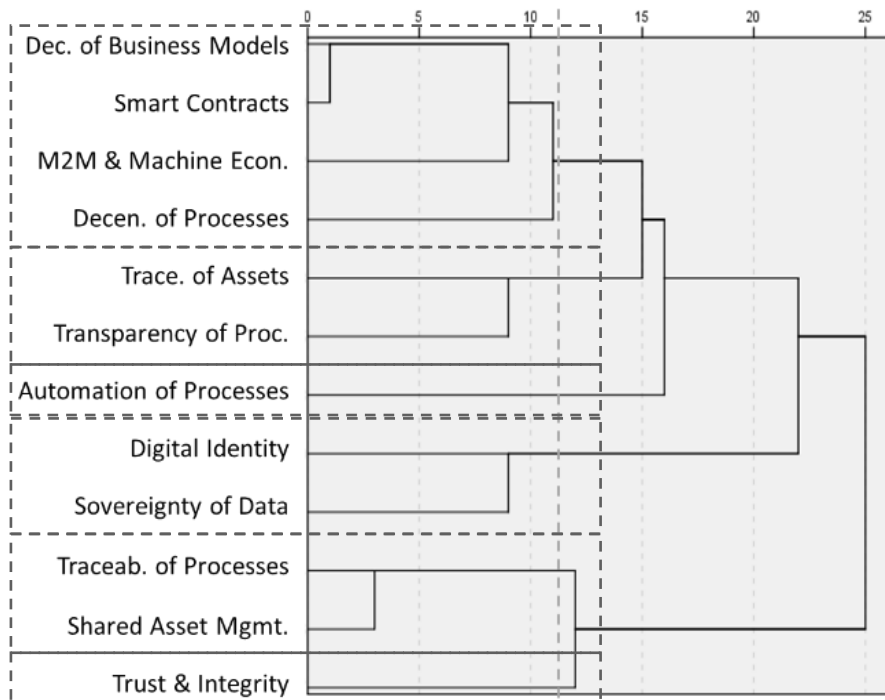 0 5 10 15 20 25
Dec. of Business Models
Smart Contracts
M2M & Machine Econ.
Decen. of Processes
Trace. of Assets
Transparency of Proc.
Automation of Processes
Digital Identity
Sovereignty of Data
Traceab. of Processes
Shared Asset Mgmt.
Trust & Integrity